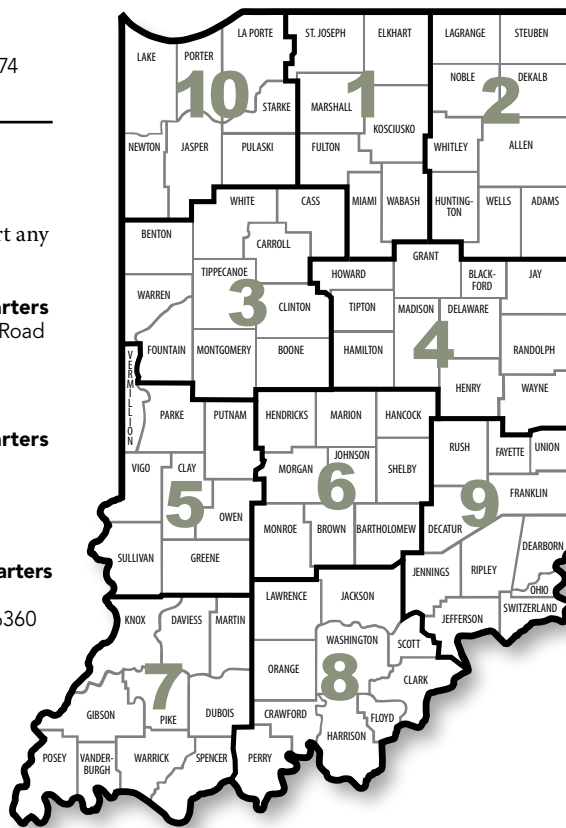 74
rt any
arters
Road
arters
arters
6360
LAKE
PORTER
LA PORTE
ST. JOSEPH
ELKHART
LAGRANGE
STEUBEN
10
1
2
NOBLE
DEKALB
STARKE
MARSHALL
KOSCIUSKO
NEWTON
JASPER
PULASKI
FULTON
WHITLEY
ALLEN
WHITE
CASS
MIAMI
WABASH
HUNTING-
TON
WELLS
ADAMS
BENTON
CARROLL
GRANT
TIPPECANOE
HOWARD
BLACK-
FORD
JAY
WARREN
3
CLINTON
TIPTON
MADISON
DELAWARE
4
FOUNTAIN
MONTGOMERY
BOONE
HAMILTON
RANDOLPH
HENRY
WAYNE
VERMILLION
PARKE
PUTNAM
HENDRICKS
MARION
HANCOCK
RUSH
FAYETTE
UNION
VIGO
CLAY
MORGAN
JOHNSON
SHELBY
5
6
9
FRANKLIN
OWEN
MONROE
BROWN
BARTHOLOMEW
DECATUR
DEARBORN
SULLIVAN
GREENE
JENNINGS
RIPLEY
OHIO
LAWRENCE
JACKSON
JEFFERSON
SWITZERLAND
KNOX
DAVIESS
MARTIN
WASHINGTON
SCOTT
7
ORANGE
8
CLARK
GIBSON
PIKE
DUBOIS
CRAWFORD
FLOYD
HARRISON
POSEY
VANDER-
BURGH
WARRICK
SPENCER
PERRY